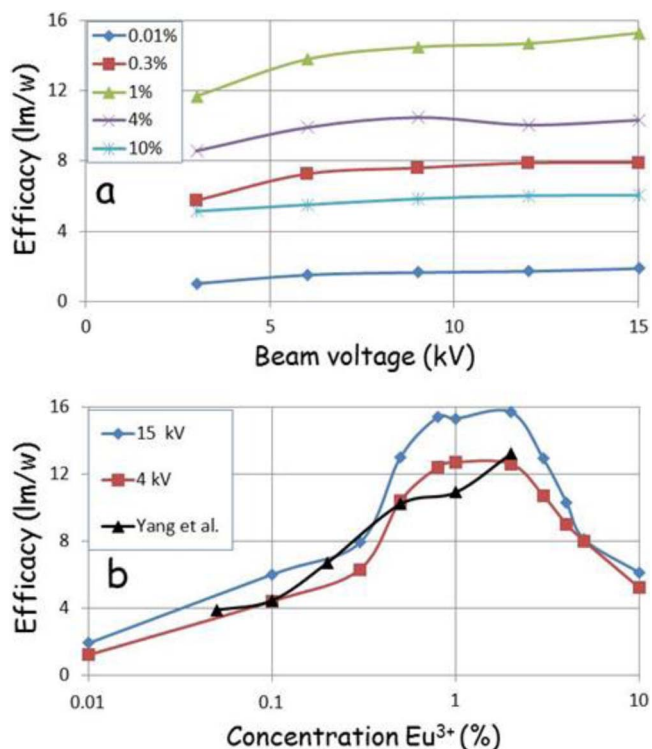 16
12
8
4
0
Efficacy (lm/w)
0.01%
0.3%
1%
4%
10%
a
0 5 10 15
Beam voltage (kV)
16
12
8
4
0
Efficacy (lm/w)
15 kV
4 kV
Yang et al.
b
0.01 0.1 1 10
Concentration Eu³⁺ (%)